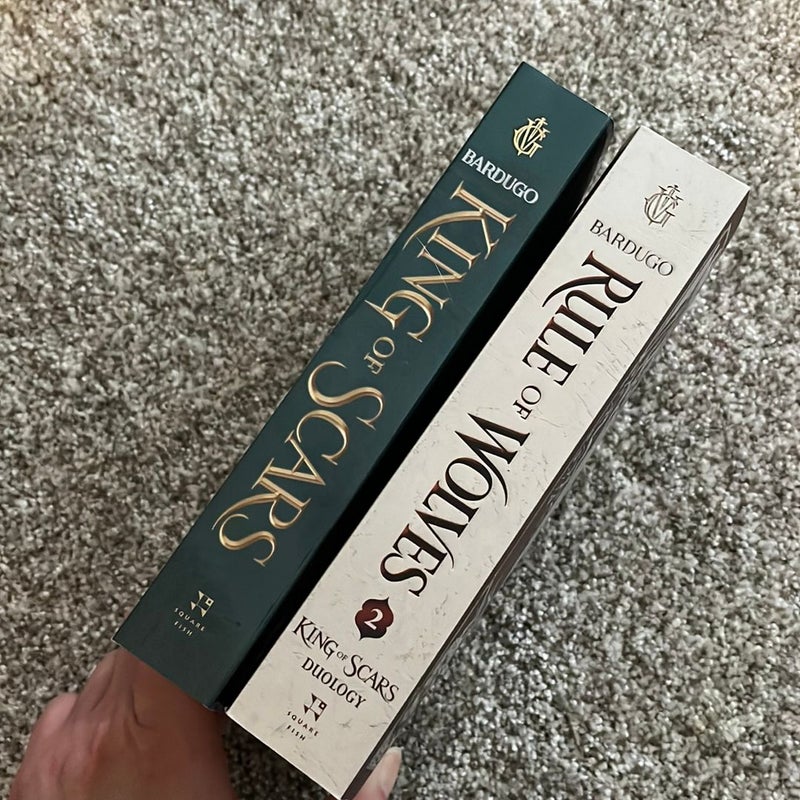 BARDUGO
KING OF SCARS
SQUARE
FISH
BARDUGO
RULE OF WOLVES
2
KING OF SCARS
DUOLOGY
SQUARE
FISH